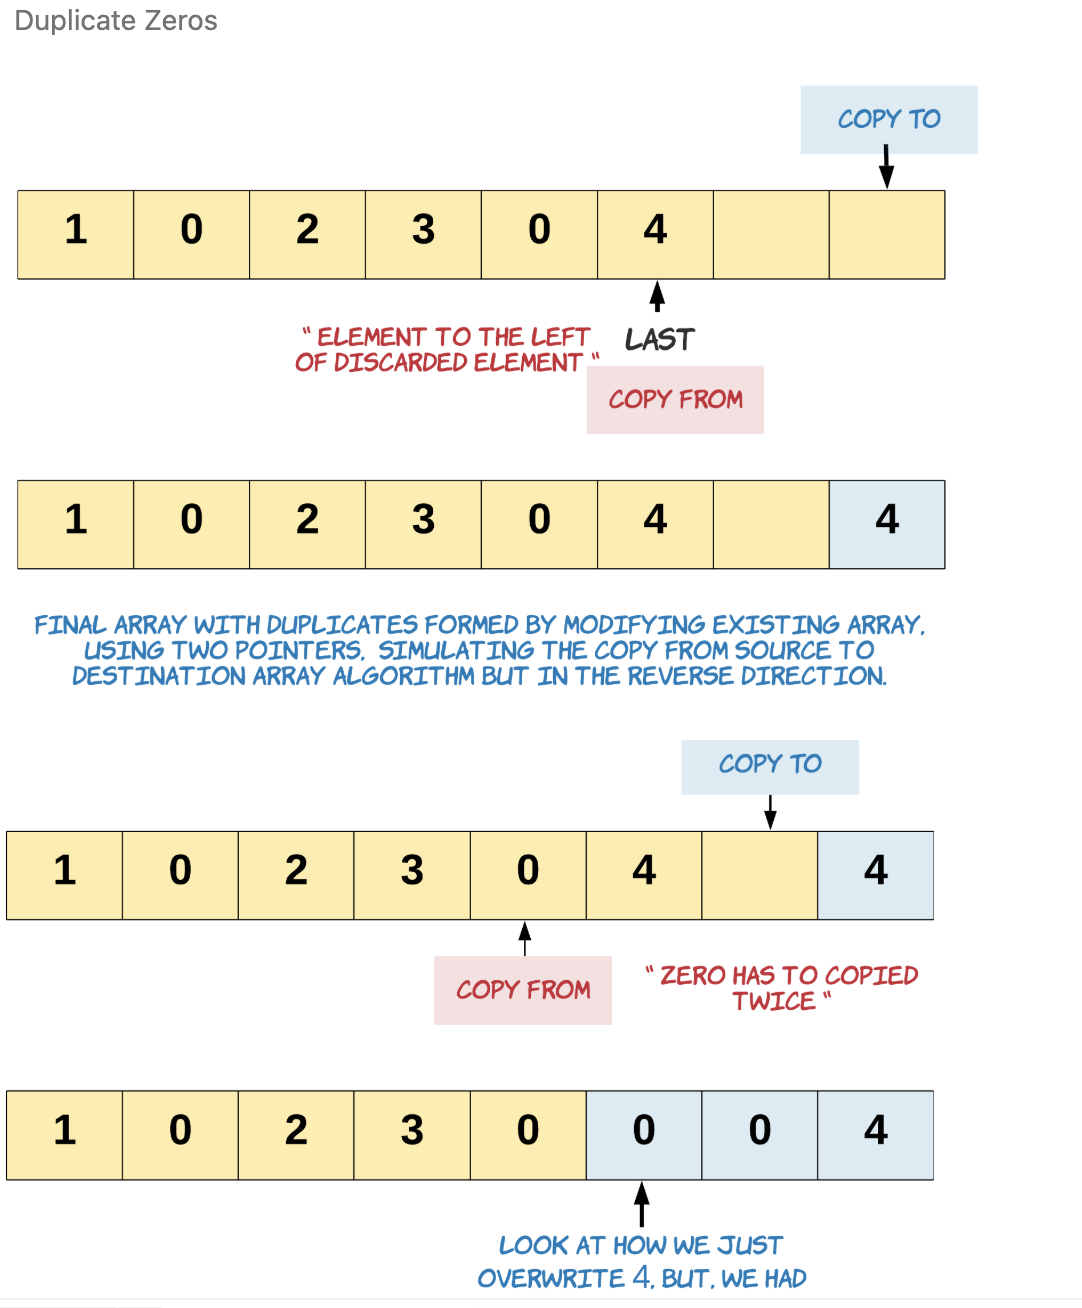 Duplicate Zeros
COPY TO
1 0 2 3 0 4
" ELEMENT TO THE LEFT
OF DISCARDED ELEMENT "
LAST
COPY FROM
1 0 2 3 0 4 4
FINAL ARRAY WITH DUPLICATES FORMED BY MODIFYING EXISTING ARRAY,
USING TWO POINTERS, SIMULATING THE COPY FROM SOURCE TO
DESTINATION ARRAY ALGORITHM BUT IN THE REVERSE DIRECTION.
COPY TO
1 0 2 3 0 4 4
COPY FROM
" ZERO HAS TO COPIED
TWICE "
1 0 2 3 0 0 0 4
LOOK AT HOW WE JUST
OVERWRITE 4, BUT, WE HAD